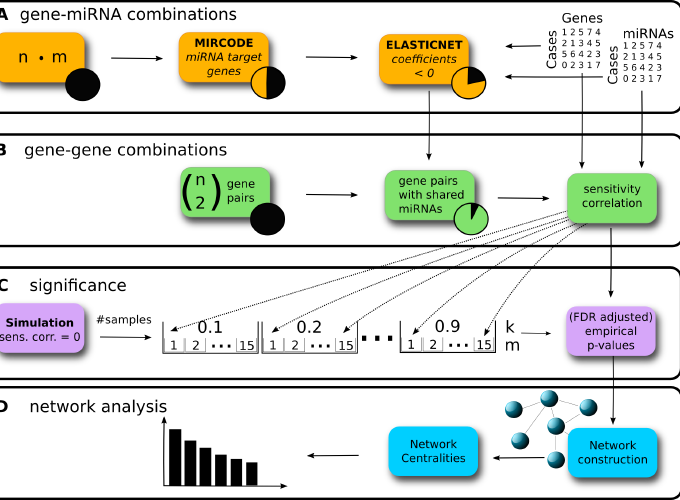 A gene-miRNA combinations
n · m
MIRCODE
miRNA target
genes
ELASTICNET
coefficients
< 0
Genes
Cases
1 2 5 7 4
2 1 3 4 5
5 6 4 2 3
0 2 3 1 7
miRNAs
Cases
1 2 5 7 4
2 1 3 4 5
5 6 4 2 3
0 2 3 1 7
B gene-gene combinations
(n 2) gene
pairs
gene pairs
with shared
miRNAs
sensitivity
correlation
C significance
Simulation
sens. corr. = 0
#samples
0.1
1 2 ··· 15
0.2
1 2 ··· 15
···
0.9
1 2 ··· 15
k
m
(FDR adjusted)
empirical
p-values
D network analysis
Network
Centralities
Network
construction